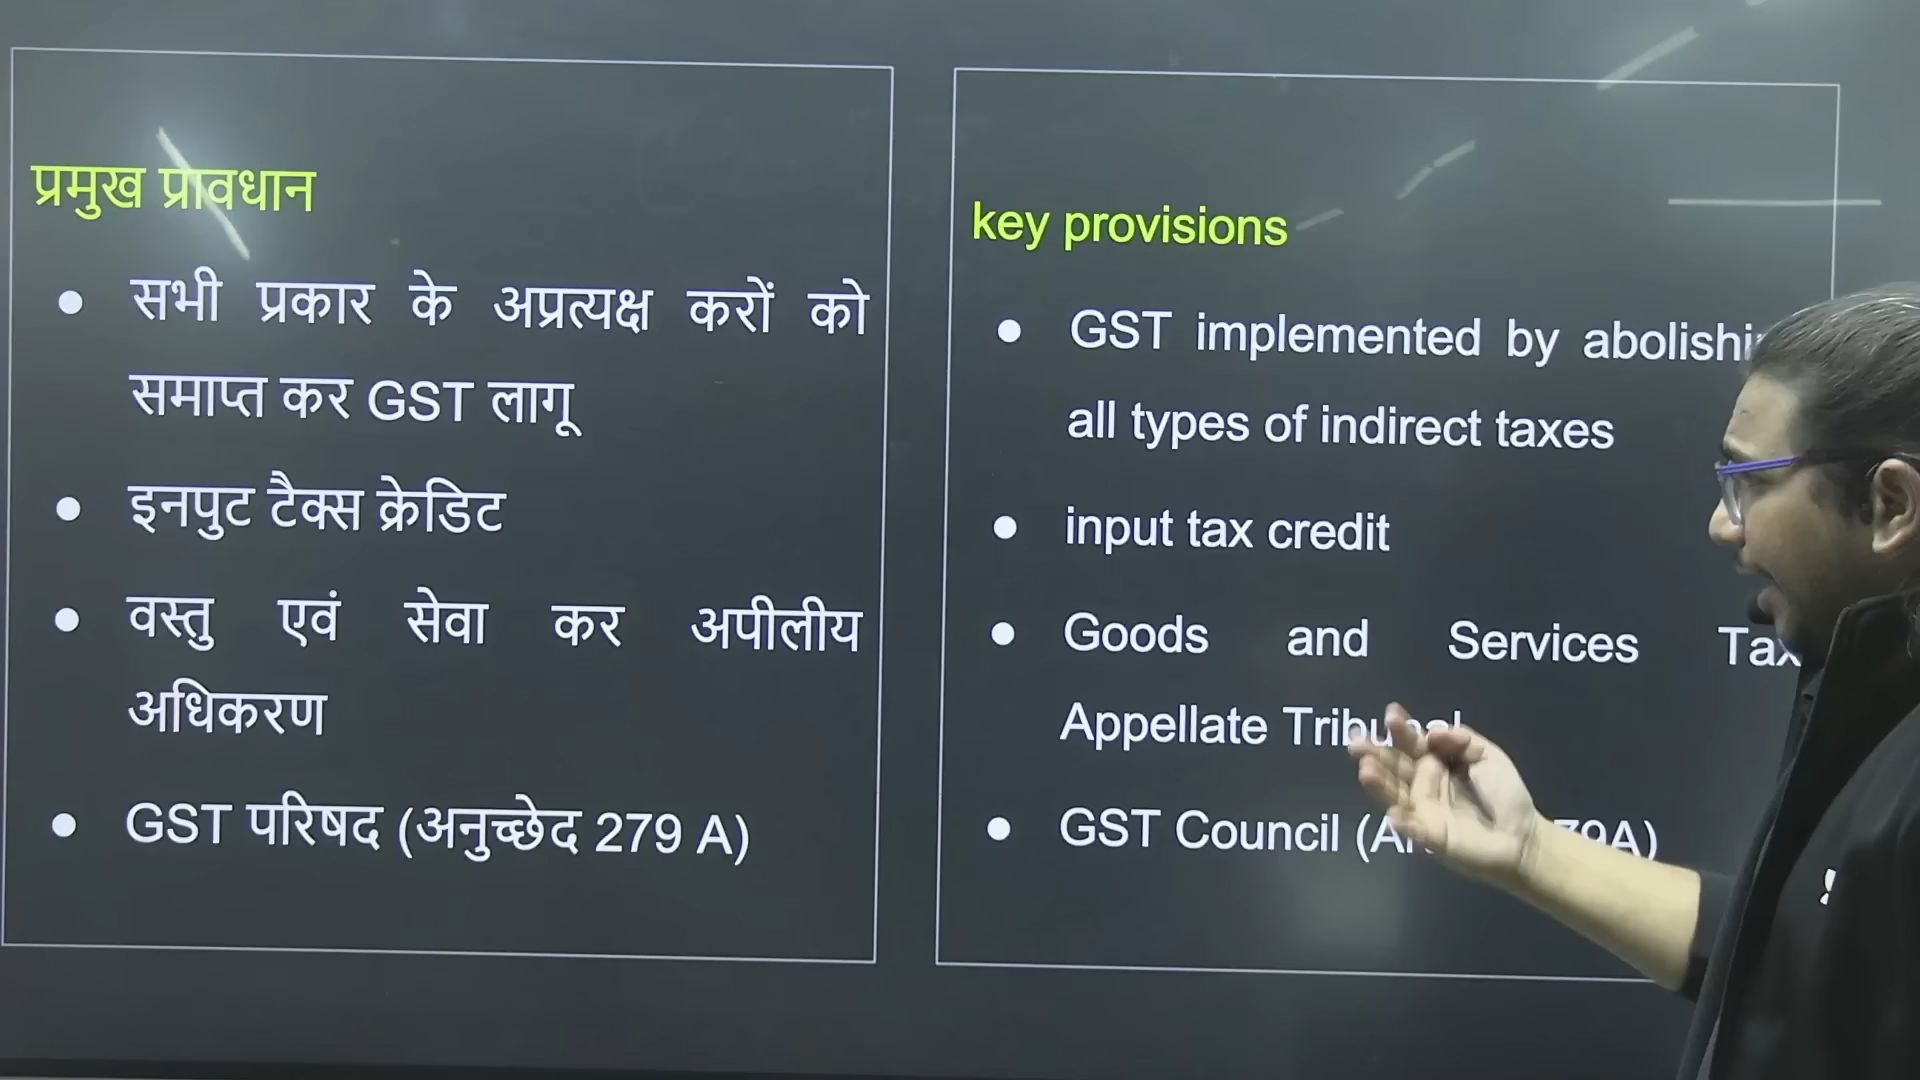 प्रमुख प्रावधान
सभी प्रकार के अप्रत्यक्ष करों को
समाप्त कर GST लागू
इनपुट टैक्स क्रेडिट
वस्तु एवं सेवा कर अपीलीय
अधिकरण
GST परिषद (अनुच्छेद 279 A)
key provisions
GST implemented by
all types of indirect taxes
input tax credit
Goods and Services Tax
Appellate Tribunal
GST Council